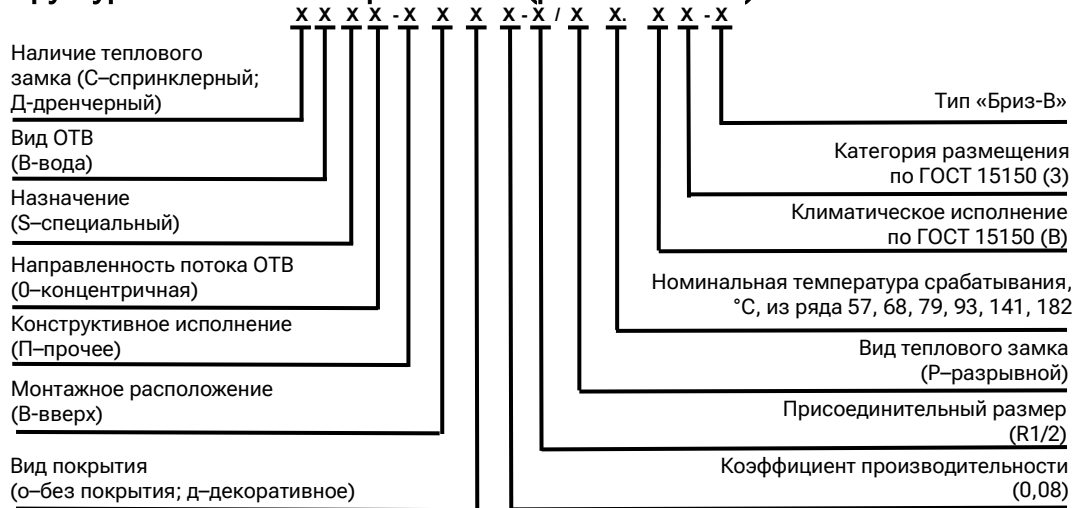 X X X X - X X X X - X / X X. X X - X
Наличие теплового
замка (С–спринклерный;
Д-дренчерный)
Вид ОТВ
(В-вода)
Назначение
(S–специальный)
Направленность потока ОТВ
(0–концентричная)
Конструктивное исполнение
(П–прочее)
Монтажное расположение
(В-вверх)
Вид покрытия
(о–без покрытия; д–декоративное)
Тип «Бриз-В»
Категория размещения
по ГОСТ 15150 (3)
Климатическое исполнение
по ГОСТ 15150 (В)
Номинальная температура срабатывания,
°С, из ряда 57, 68, 79, 93, 141, 182
Вид теплового замка
(Р–разрывной)
Присоединительный размер
(R1/2)
Коэффициент производительности
(0,08)